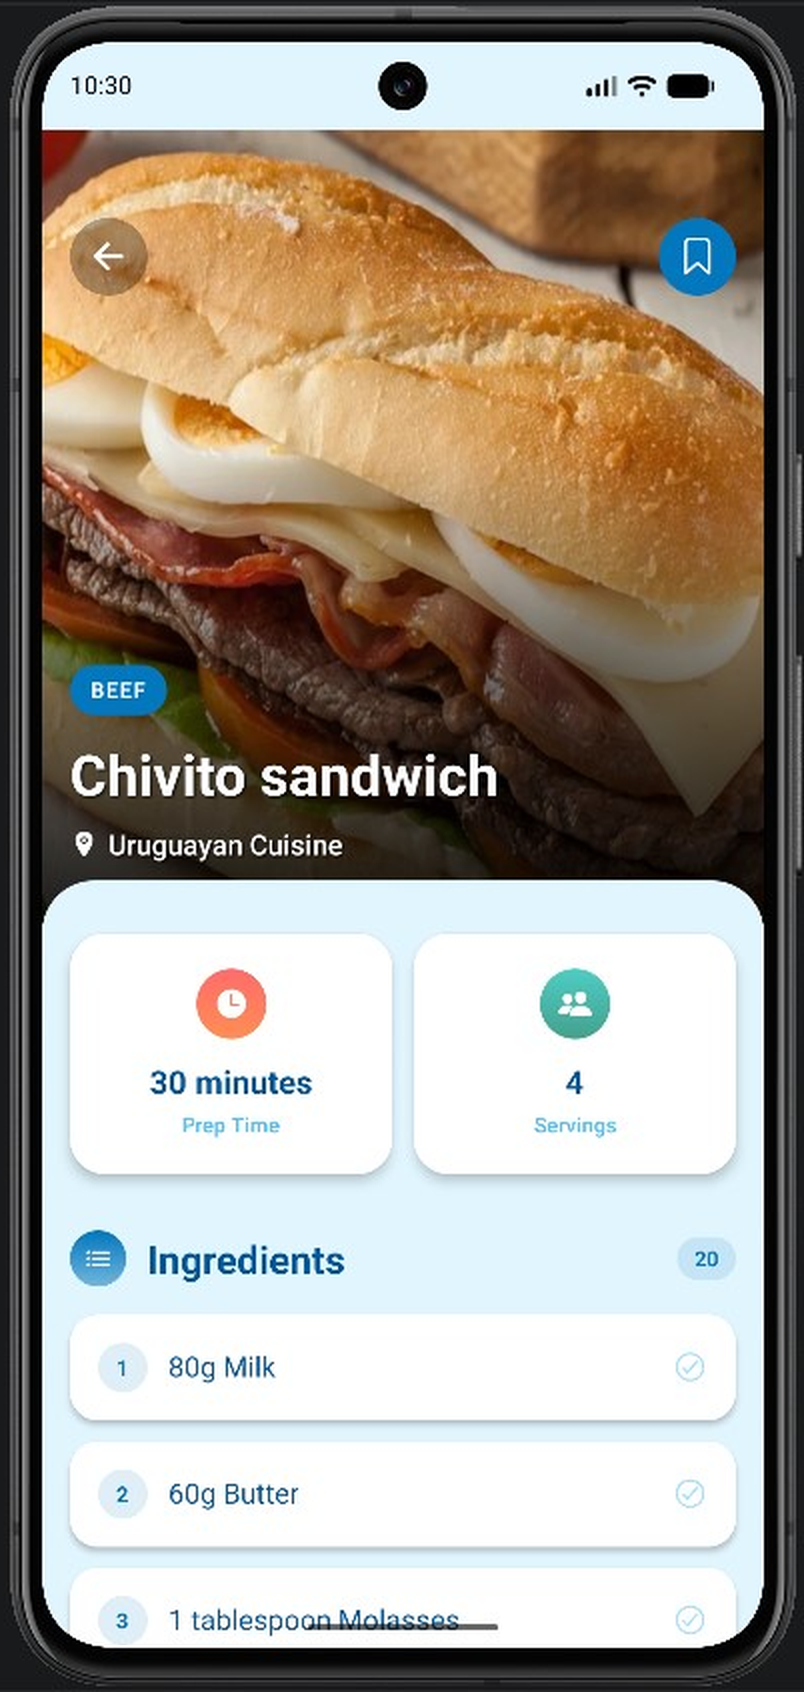 10:30
BEEF
Chivito sandwich
Uruguayan Cuisine
30 minutes
Prep Time
4
Servings
Ingredients
20
1 80g Milk
2 60g Butter
3 1 tablespoon Molasses